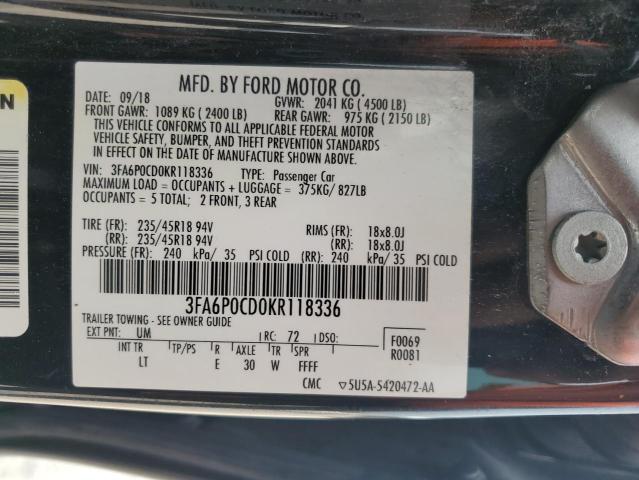 MFD. BY FORD MOTOR CO.
DATE: 09/18 GVWR: 2041 KG ( 4500 LB)
FRONT GAWR: 1089 KG ( 2400 LB) REAR GAWR: 975 KG ( 2150 LB)
THIS VEHICLE CONFORMS TO ALL APPLICABLE FEDERAL MOTOR
VEHICLE SAFETY, BUMPER, AND THEFT PREVENTION STANDARDS
IN EFFECT ON THE DATE OF MANUFACTURE SHOWN ABOVE.
VIN: 3FA6P0CD0KR118336 TYPE: Passenger Car
MAXIMUM LOAD = OCCUPANTS + LUGGAGE = 375KG/ 827LB
OCCUPANTS = 5 TOTAL; 2 FRONT, 3 REAR
TIRE (FR): 235/45R18 94V RIMS (FR): 18x8.0J
(RR): 235/45R18 94V (RR): 18x8.0J
PRESSURE (FR): 240 kPa/ 35 PSI COLD (RR): 240 kPa/ 35 PSI COLD
3FA6P0CD0KR118336
TRAILER TOWING - SEE OWNER GUIDE
EXT PNT: UM RC: 72 DSO: F0069
INT TR TP/PS R AXLE TR SPR R0081
LT E 30 W FFFF
CMC ▽5U5A-5420472-AA